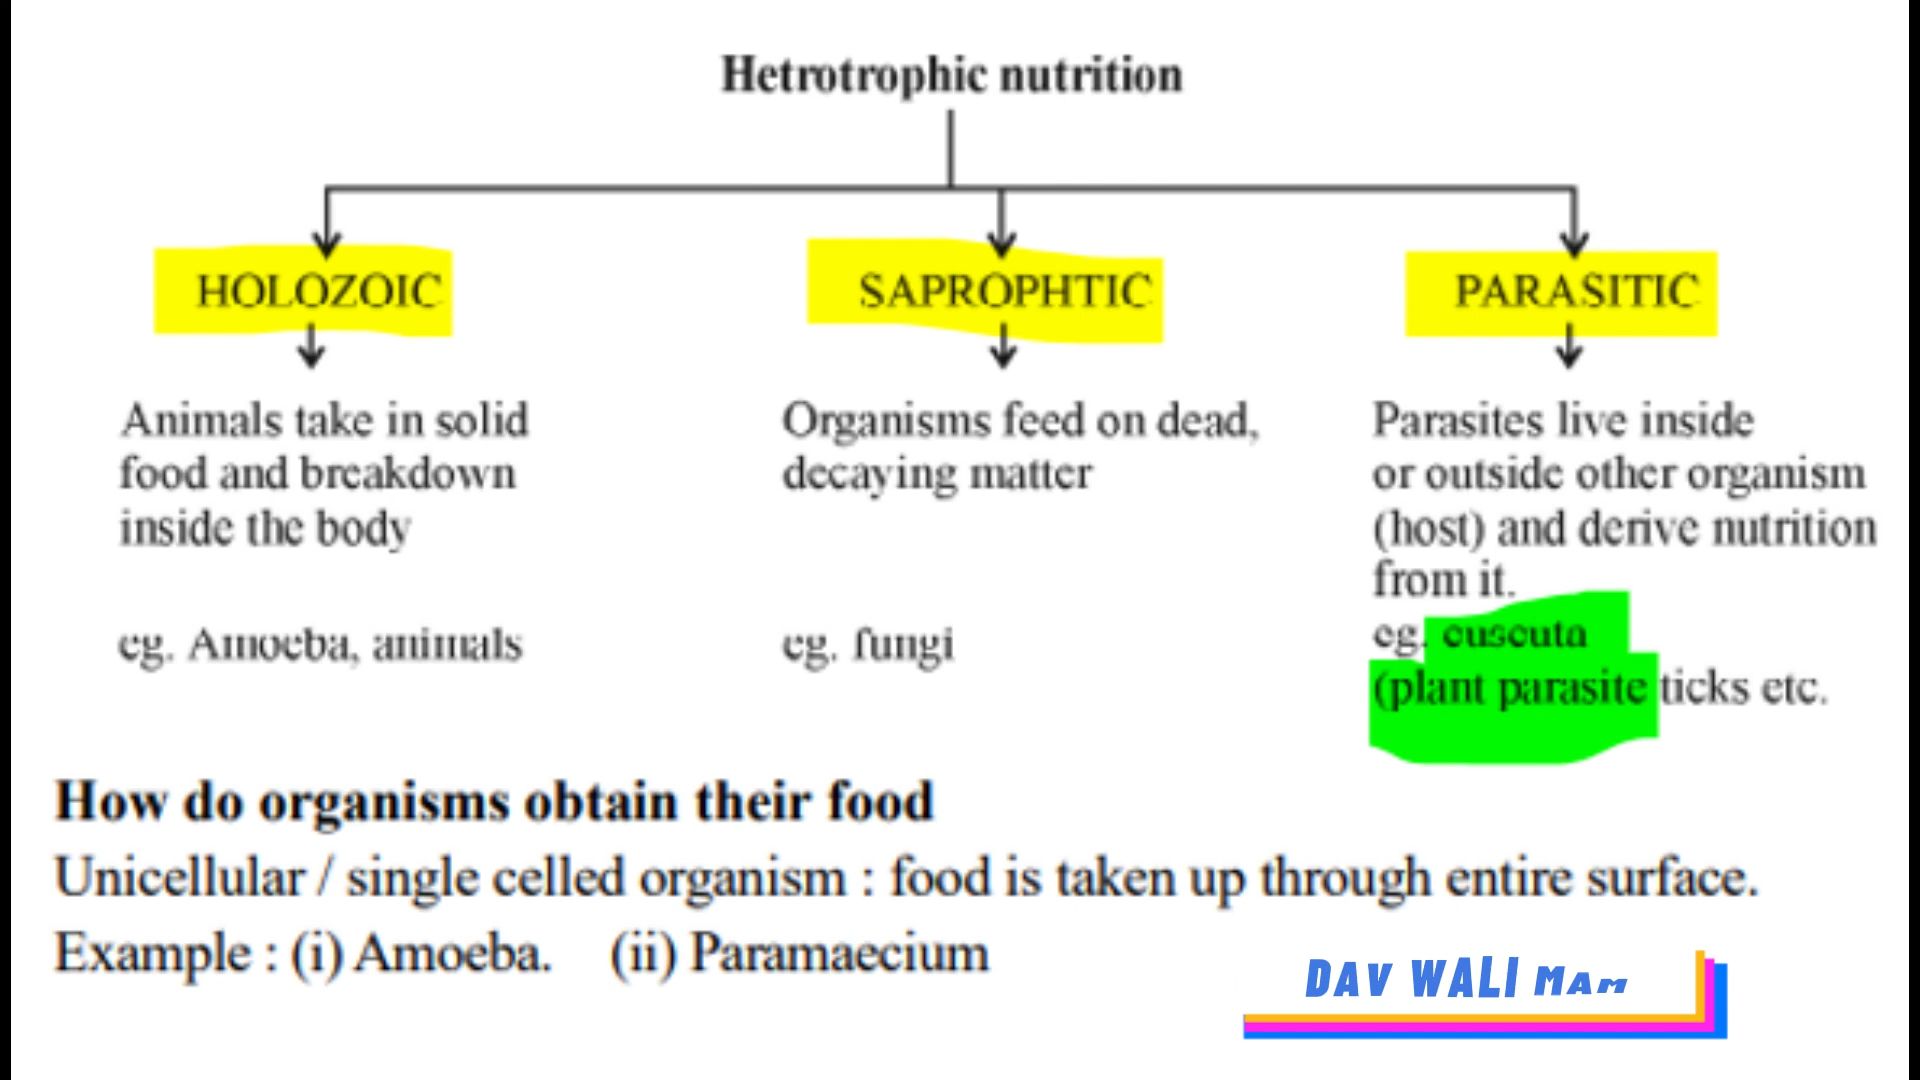 Hetrotrophic nutrition
HOLOZOIC
SAPROPHTIC
PARASITIC
Animals take in solid
food and breakdown
inside the body
eg. Amoeba, animals
Organisms feed on dead,
decaying matter
eg. fungi
Parasites live inside
or outside other organism
(host) and derive nutrition
from it.
eg. cuscuta
(plant parasite ticks etc.
How do organisms obtain their food
Unicellular / single celled organism : food is taken up through entire surface.
Example : (i) Amoeba. (ii) Paramaecium
DAV WALI MAM